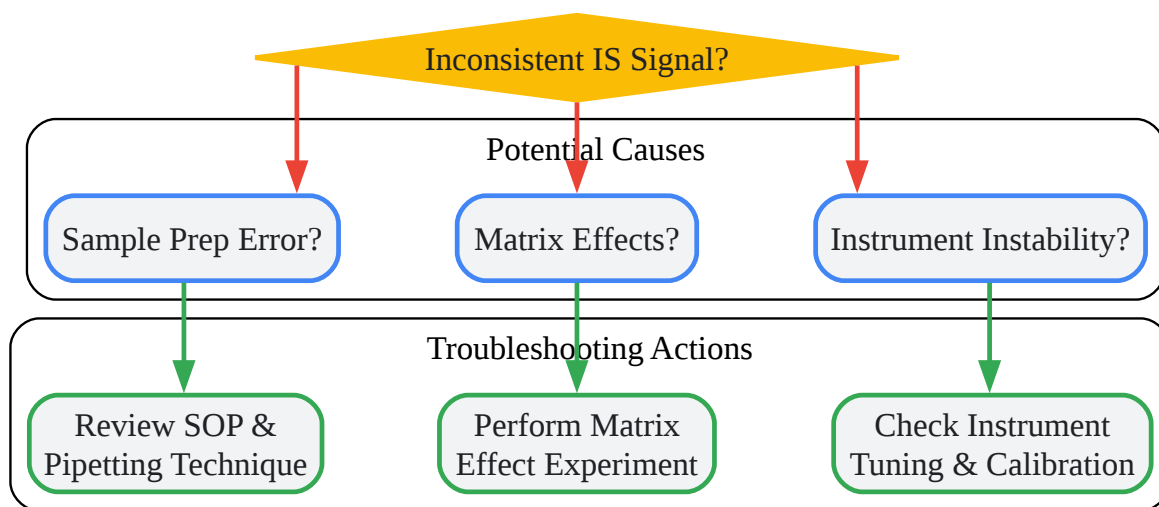 Inconsistent IS Signal?
Potential Causes
Sample Prep Error?
Matrix Effects?
Instrument Instability?
Troubleshooting Actions
Review SOP &
Pipetting Technique
Perform Matrix
Effect Experiment
Check Instrument
Tuning & Calibration